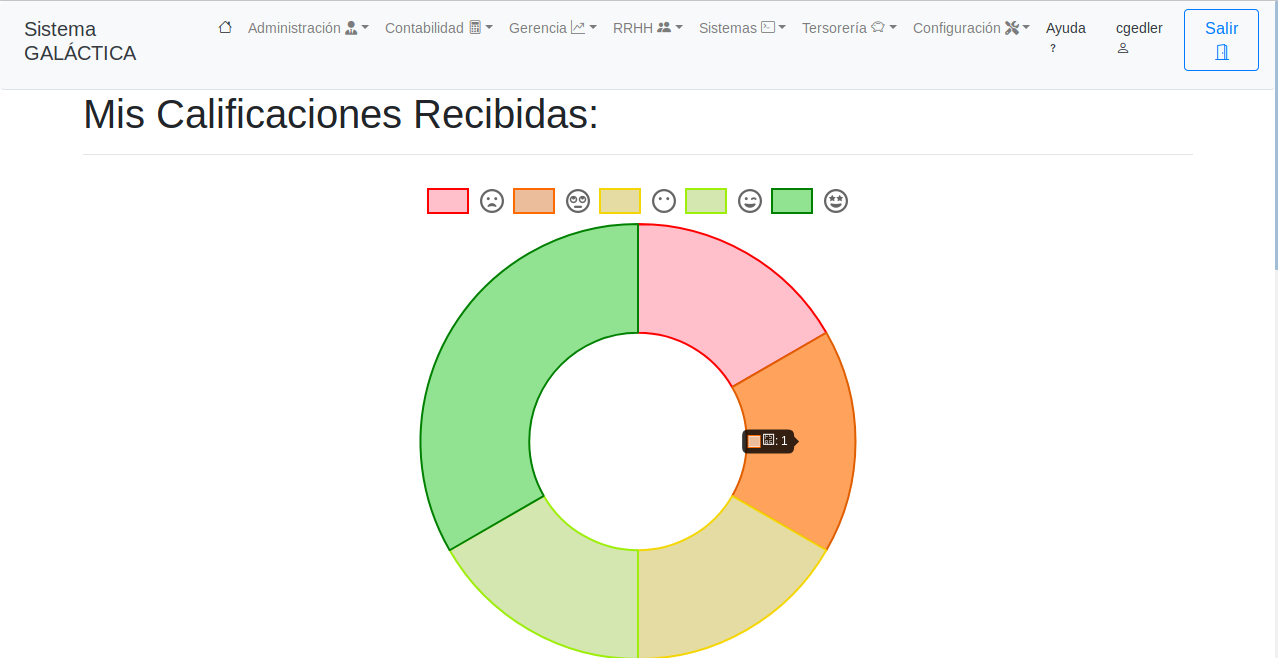 Sistema GALÁCTICA
Administración
Contabilidad
Gerencia
RRHH
Sistemas
Tersorería
Configuración
Ayuda
?
cgedler
Salir
Mis Calificaciones Recibidas:
: 1